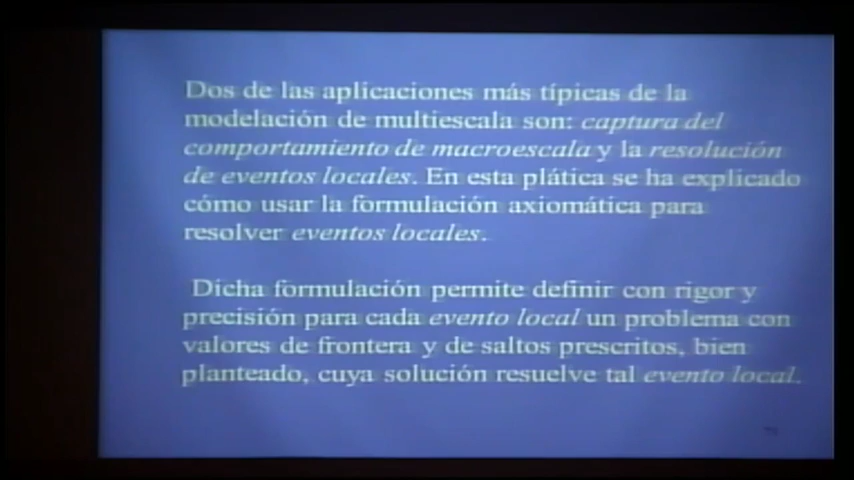 Dos de las aplicaciones más típicas de la
modelación de multiescala son: captura del
comportamiento de macroescala y la resolución
de eventos locales. En esta plática se ha explicado
cómo usar la formulación axiomática para
resolver eventos locales.
Dicha formulación permite definir con rigor y
precisión para cada evento local un problema con
valores de frontera y de saltos prescritos, bien
planteado, cuya solución resuelve tal evento local.